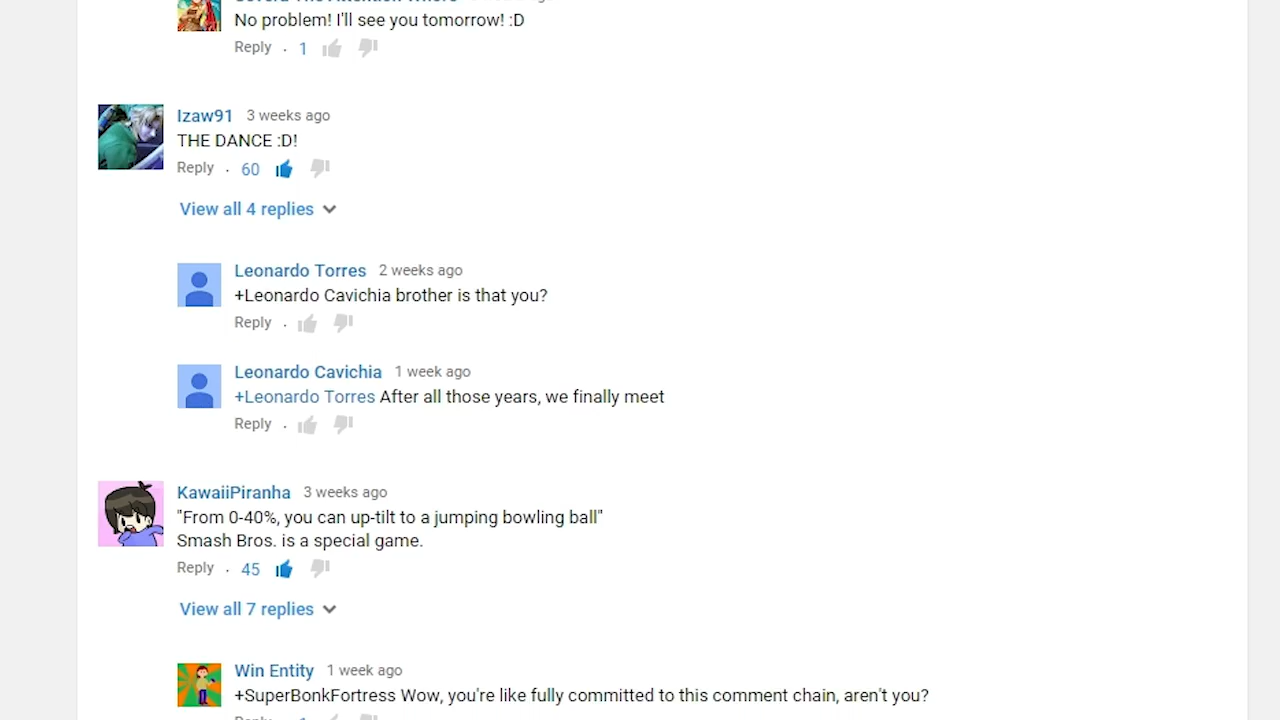 No problem! I'll see you tomorrow! :D
Reply . 1
Izaw91 3 weeks ago
THE DANCE :D!
Reply . 60
View all 4 replies
Leonardo Torres 2 weeks ago
+Leonardo Cavichia brother is that you?
Reply .
Leonardo Cavichia 1 week ago
+Leonardo Torres After all those years, we finally meet
Reply .
KawaiiPiranha 3 weeks ago
"From 0-40%, you can up-tilt to a jumping bowling ball"
Smash Bros. is a special game.
Reply . 45
View all 7 replies
Win Entity 1 week ago
+SuperBonkFortress Wow, you're like fully committed to this comment chain, aren't you?